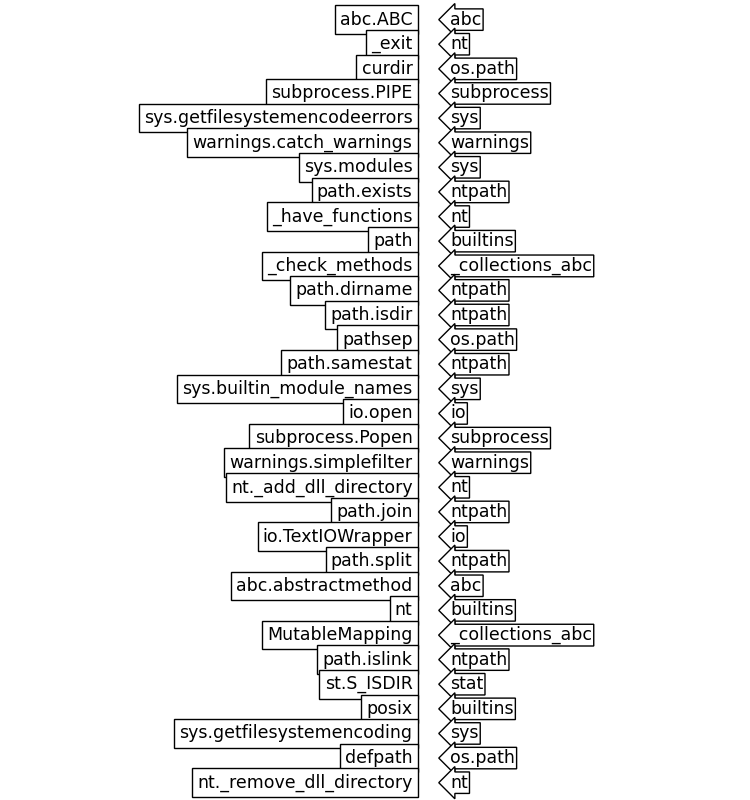 abc.ABC abc
_exit nt
curdir os.path
subprocess.PIPE subprocess
sys.getfilesystemencodeerrors sys
warnings.catch_warnings warnings
sys.modules sys
path.exists ntpath
_have_functions nt
path builtins
_check_methods _collections_abc
path.dirname ntpath
path.isdir ntpath
pathsep os.path
path.samestat ntpath
sys.builtin_module_names sys
io.open io
subprocess.Popen subprocess
warnings.simplefilter warnings
nt._add_dll_directory nt
path.join ntpath
io.TextIOWrapper io
path.split ntpath
abc.abstractmethod abc
nt builtins
MutableMapping _collections_abc
path.islink ntpath
st.S_ISDIR stat
posix builtins
sys.getfilesystemencoding sys
defpath os.path
nt._remove_dll_directory nt